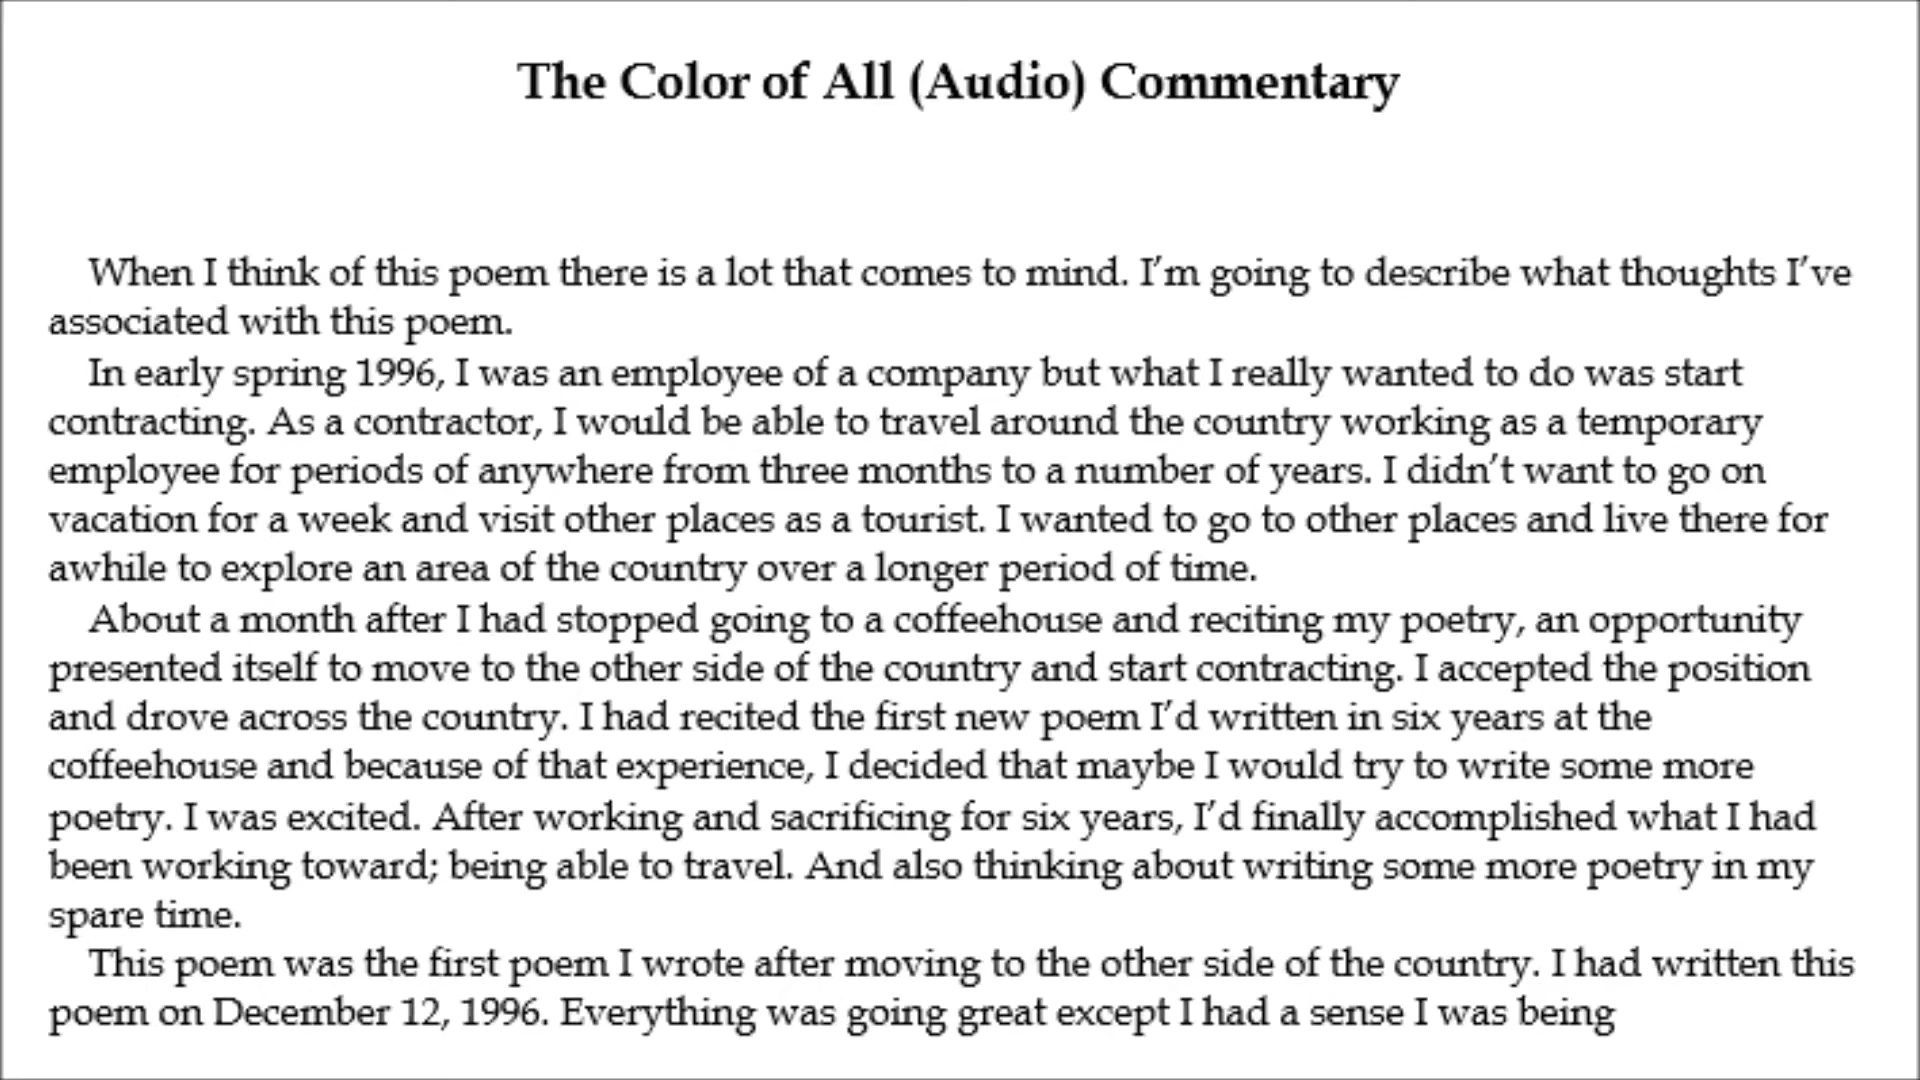 The Color of All (Audio) Commentary
When I think of this poem there is a lot that comes to mind. I’m going to describe what thoughts I’ve
associated with this poem.
In early spring 1996, I was an employee of a company but what I really wanted to do was start
contracting. As a contractor, I would be able to travel around the country working as a temporary
employee for periods of anywhere from three months to a number of years. I didn’t want to go on
vacation for a week and visit other places as a tourist. I wanted to go to other places and live there for
awhile to explore an area of the country over a longer period of time.
About a month after I had stopped going to a coffeehouse and reciting my poetry, an opportunity
presented itself to move to the other side of the country and start contracting. I accepted the position
and drove across the country. I had recited the first new poem I’d written in six years at the
coffeehouse and because of that experience, I decided that maybe I would try to write some more
poetry. I was excited. After working and sacrificing for six years, I’d finally accomplished what I had
been working toward; being able to travel. And also thinking about writing some more poetry in my
spare time.
This poem was the first poem I wrote after moving to the other side of the country. I had written this
poem on December 12, 1996. Everything was going great except I had a sense I was being